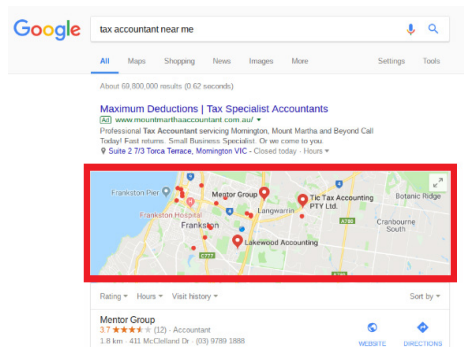 Google
tax accountant near me
All Maps Shopping News Images More Settings Tools
About 69,800,000 results (0.62 seconds)
Maximum Deductions | Tax Specialist Accountants
Ad www.mountmarthaaccountant.com.au/
Professional Tax Accountant servicing Mornington, Mount Martha and Beyond Call
Today! Fast returns. Small Business Specialist. Or we come to you.
Suite 2 7/3 Torca Terrace, Mornington VIC - Closed today · Hours
Frankston Pier
Mentor Group
Tic Tax Accounting
PTY Ltd.
Botanic Ridge
Frankston Hospital
Langwarrin
Frankston
A780
Cranbourne
South
Lakewood Accounting
Rating Hours Visit history Sort by
Mentor Group
3.7 (12) · Accountant
1.8 km · 411 McClelland Dr · (03) 9789 1888
WEBSITE DIRECTIONS